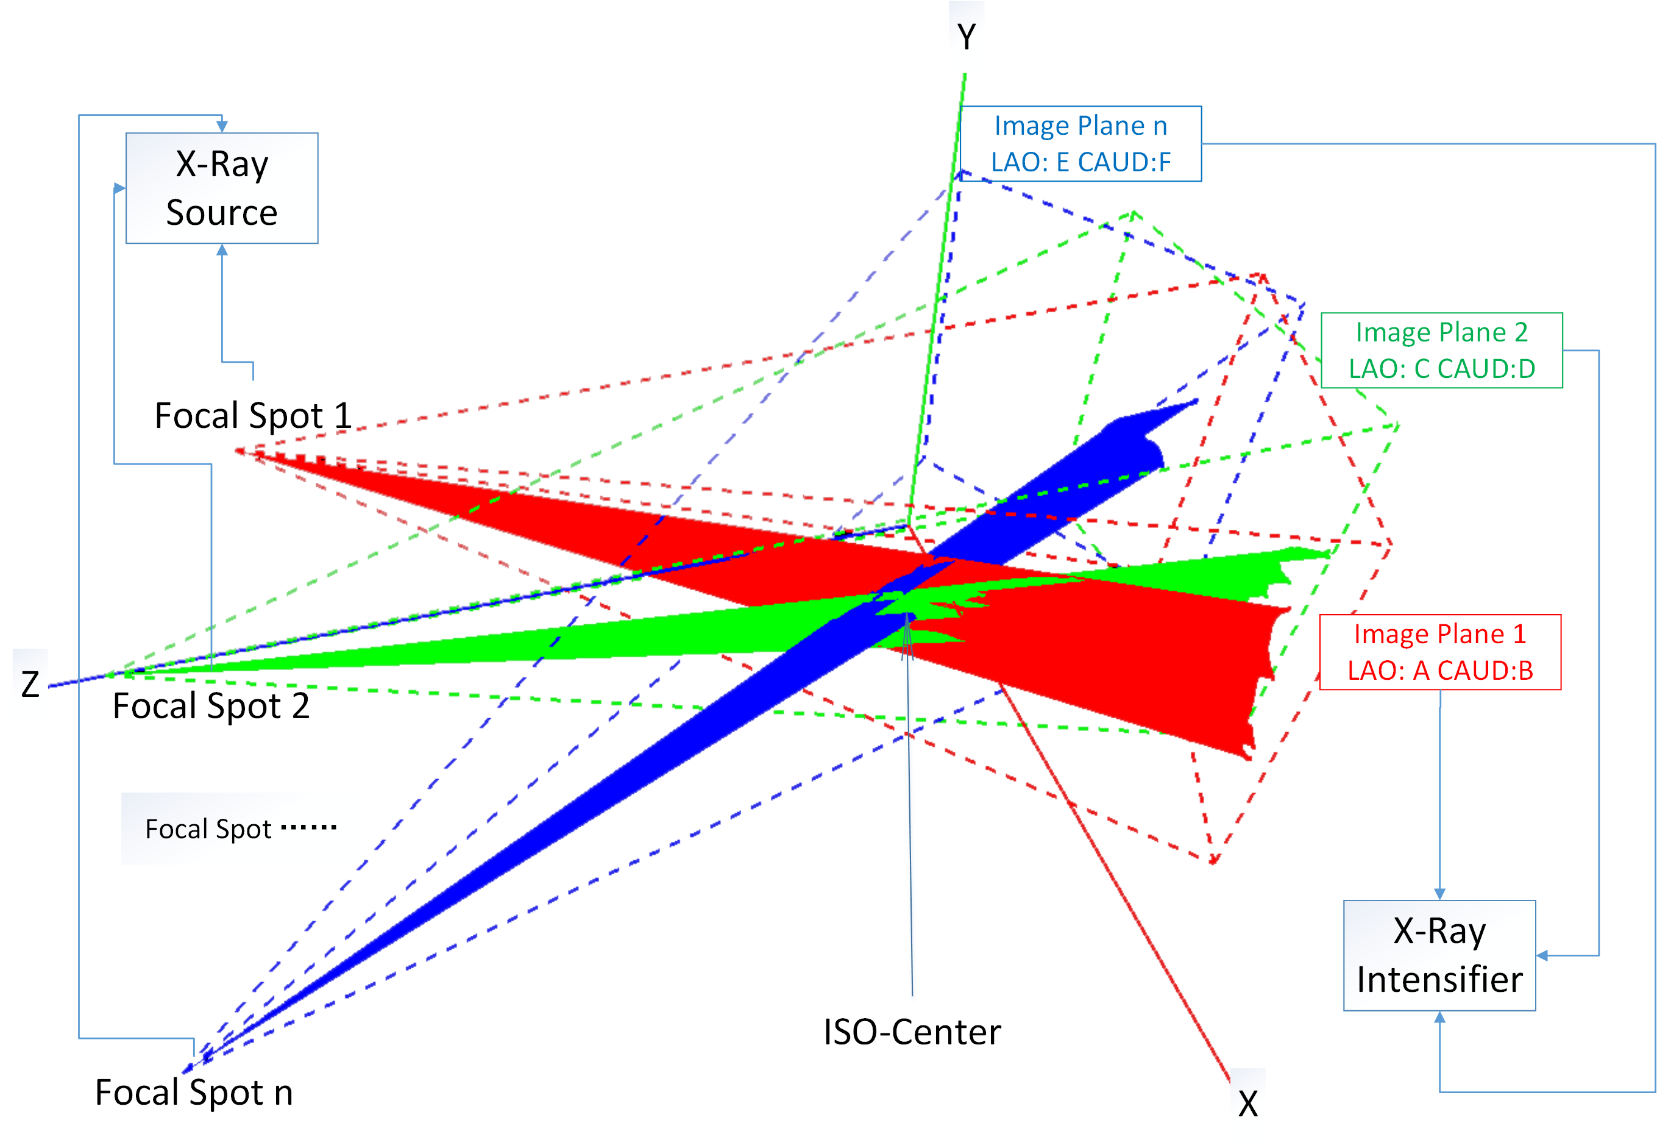 Y
Image Plane n
LAO: E CAUD:F
X-Ray
Source
Image Plane 2
LAO: C CAUD:D
Focal Spot 1
Image Plane 1
LAO: A CAUD:B
Z
Focal Spot 2
Focal Spot ······
X-Ray
Intensifier
ISO-Center
Focal Spot n
X